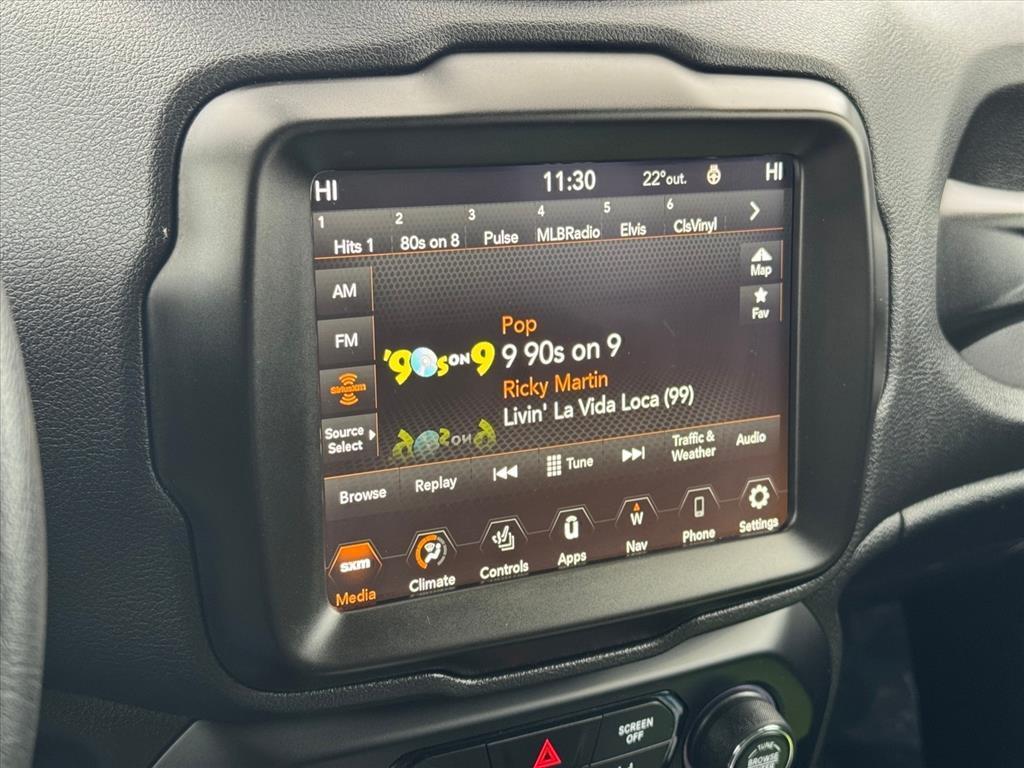 HI 11:30 22°out. HI
1 2 3 4 5 6
Hits 1 80s on 8 Pulse MLBRadio Elvis ClsVinyl
AM
Map
FM
Fav
Pop
'90s ON 9
9 90s on 9
siriusxm
Ricky Martin
Livin' La Vida Loca (99)
Source
Select
Browse Replay Tune
Traffic &
Weather
Audio
sxm
W
Media Climate Controls Apps Nav Phone Settings
SCREEN
OFF
TUNE
BROWSE